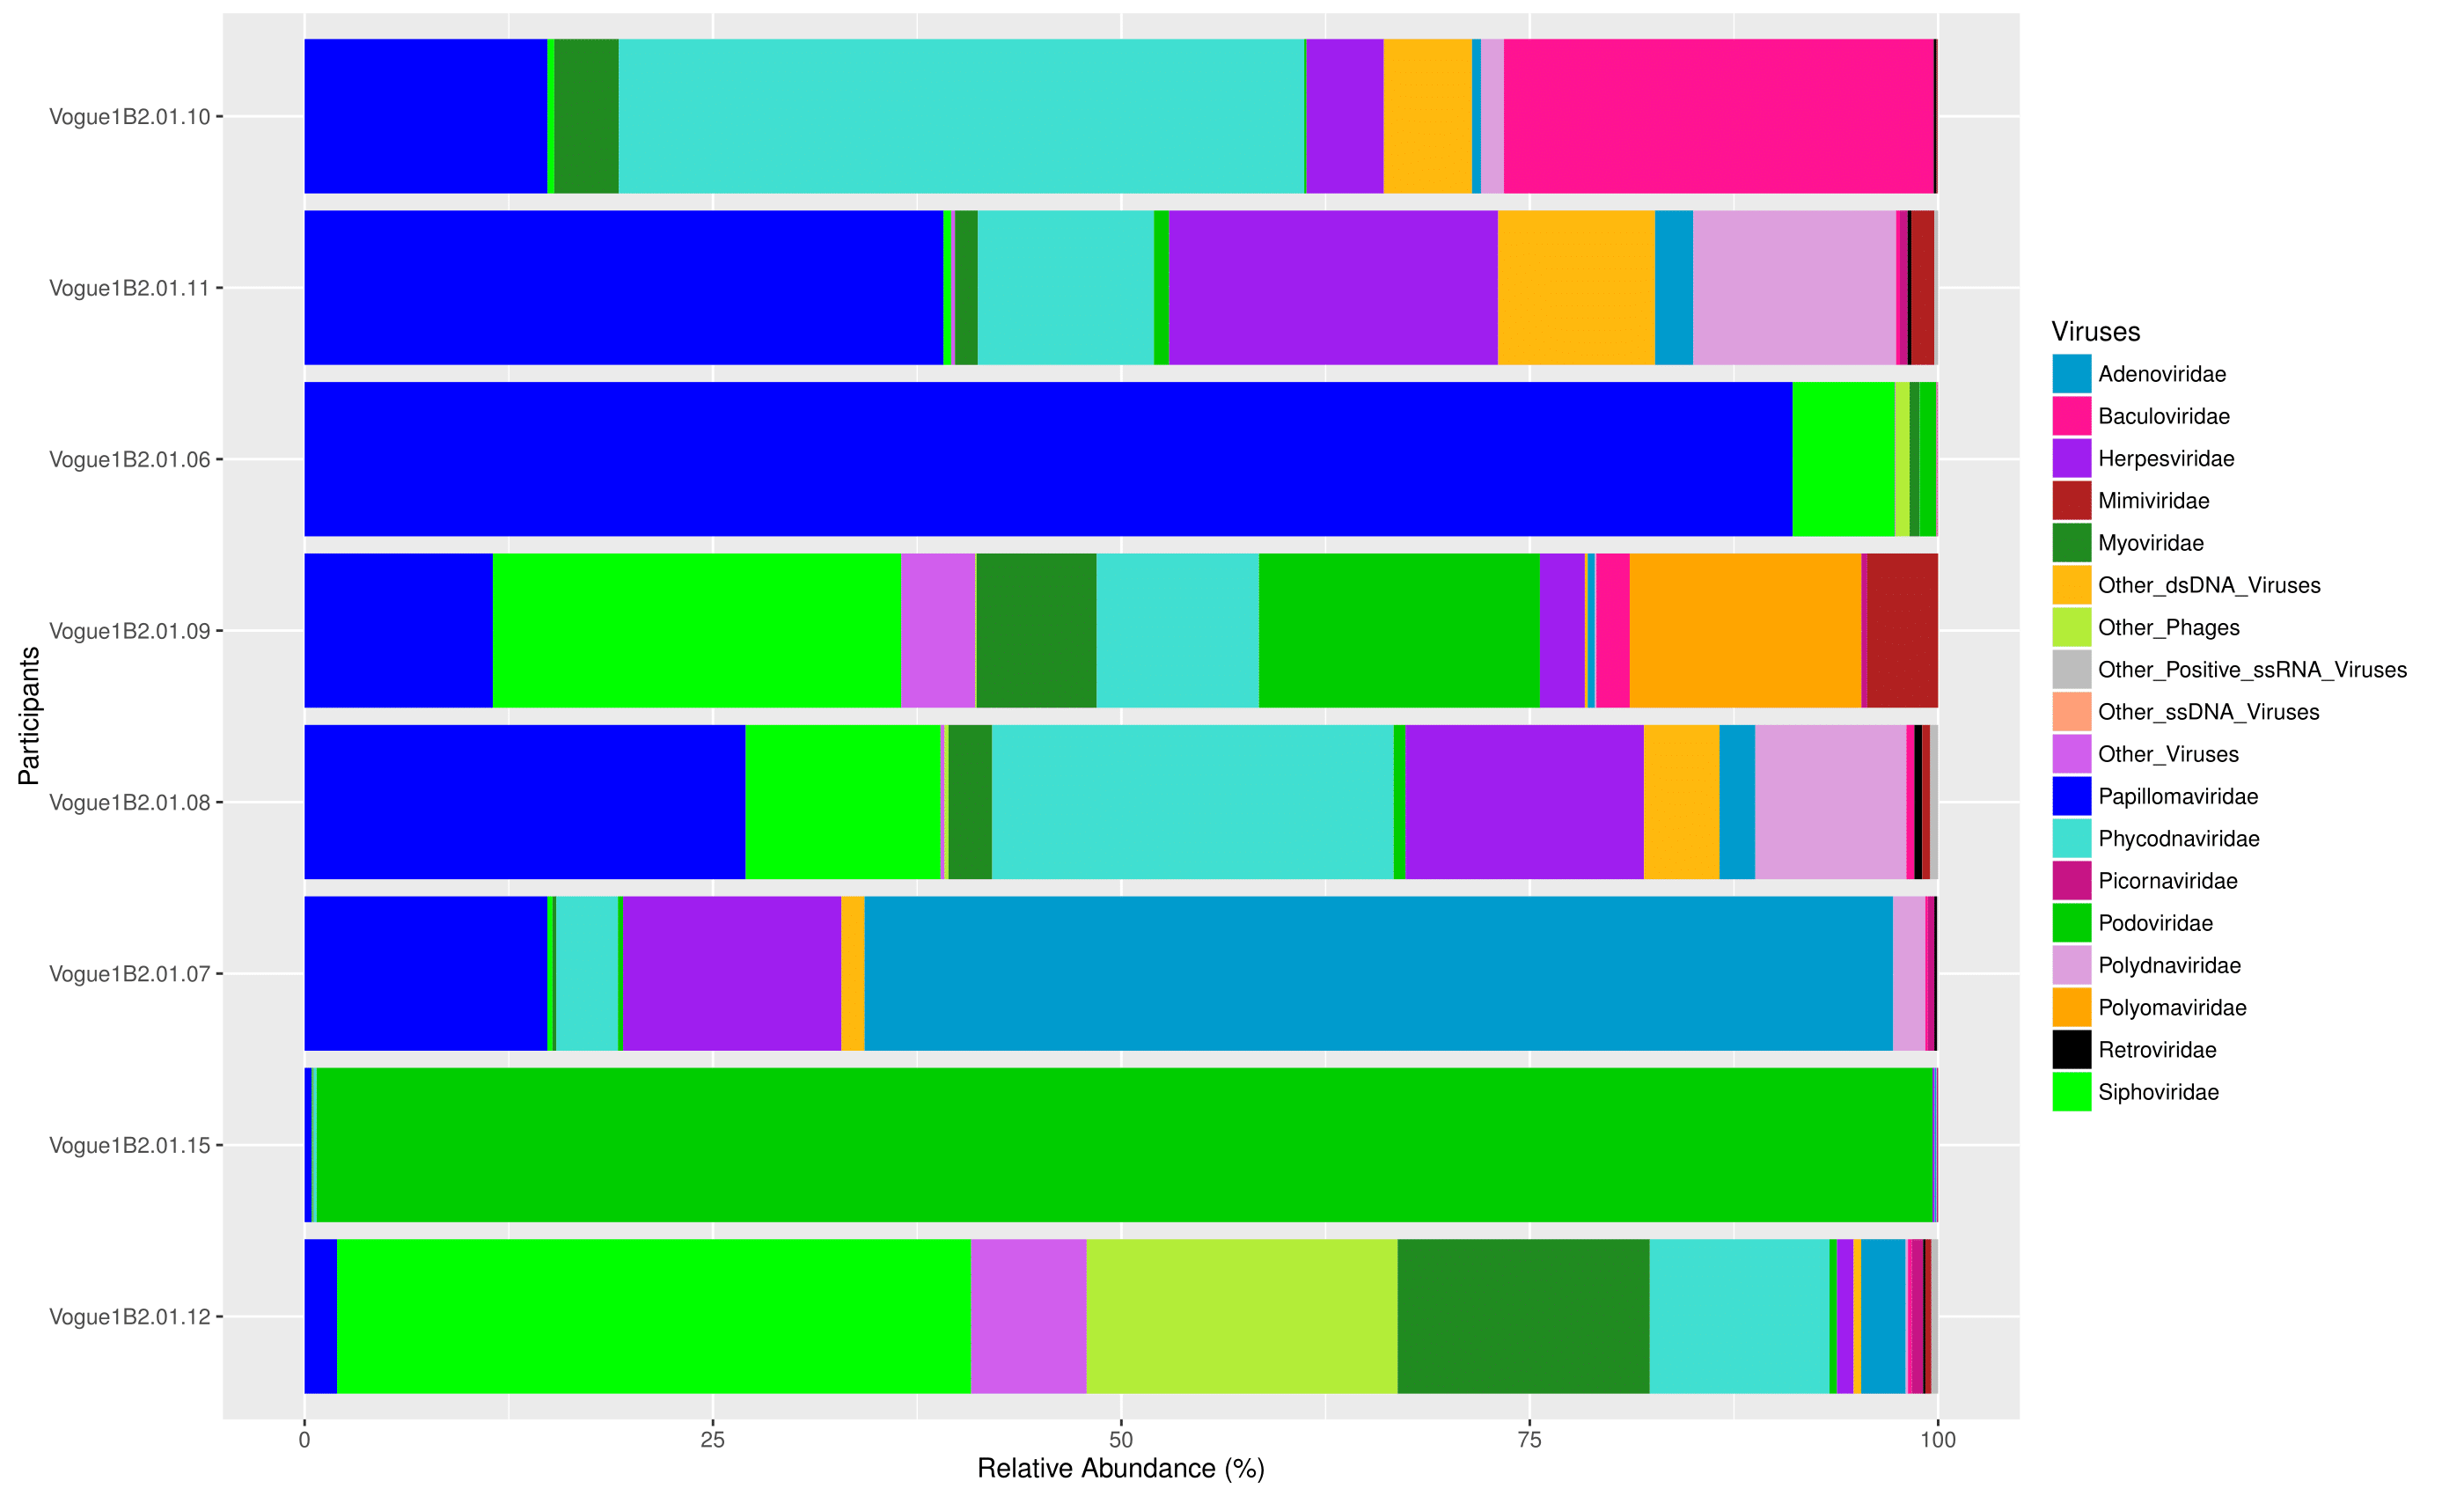 Participants
Vogue1B2.01.10
Vogue1B2.01.11
Vogue1B2.01.06
Vogue1B2.01.09
Vogue1B2.01.08
Vogue1B2.01.07
Vogue1B2.01.15
Vogue1B2.01.12
0 25 50 75 100
Relative Abundance (%)
Viruses
Adenoviridae
Baculoviridae
Herpesviridae
Mimiviridae
Myoviridae
Other_dsDNA_Viruses
Other_Phages
Other_Positive_ssRNA_Viruses
Other_ssDNA_Viruses
Other_Viruses
Papillomaviridae
Phycodnaviridae
Picornaviridae
Podoviridae
Polydnaviridae
Polyomaviridae
Retroviridae
Siphoviridae